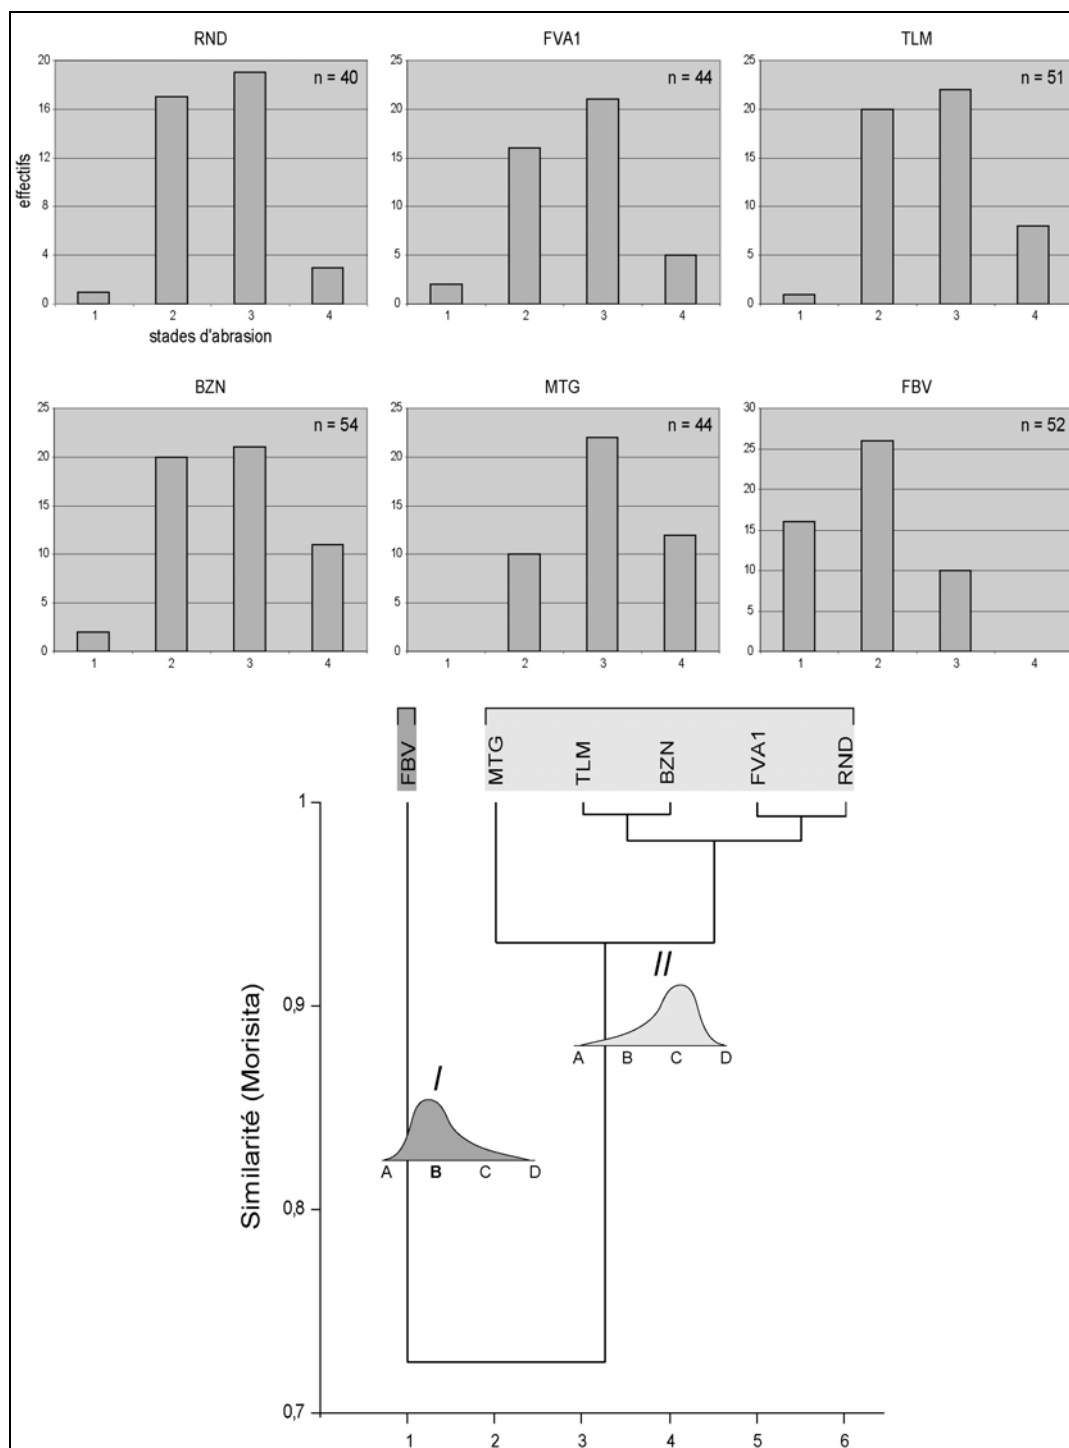 RND
n = 40
20
16
12
8
4
0
effectifs
1 2 3 4
stades d'abrasion
FVA1
n = 44
25
20
15
10
5
0
1 2 3 4
TLM
n = 51
25
20
15
10
5
0
1 2 3 4
BZN
n = 54
25
20
15
10
5
0
1 2 3 4
MTG
n = 44
25
20
15
10
5
0
1 2 3 4
FBV
n = 52
30
25
20
15
10
5
0
1 2 3 4
FBV MTG TLM BZN FVA1 RND
Similarité (Morisita)
1
0,9
0,8
0,7
II
A B C D
I
A B C D
1 2 3 4 5 6